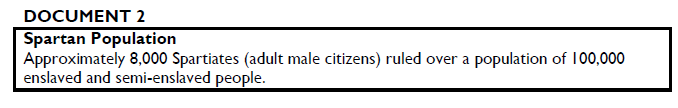 DOCUMENT 2
Spartan Population
Approximately 8,000 Spartiates (adult male citizens) ruled over a population of 100,000
enslaved and semi-enslaved people.